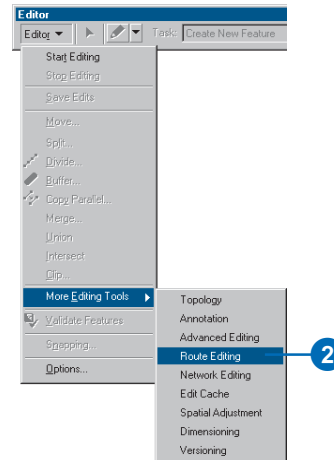 Editor
Editor Task: Create New Feature
Start Editing
Stop Editing
Save Edits
Move...
Split...
Divide...
Buffer...
Copy Parallel...
Merge...
Union
Intersect
Clip...
More Editing Tools
Validate Features
Snapping...
Options...
Topology
Annotation
Advanced Editing
Route Editing
Network Editing
Edit Cache
Spatial Adjustment
Dimensioning
Versioning
2